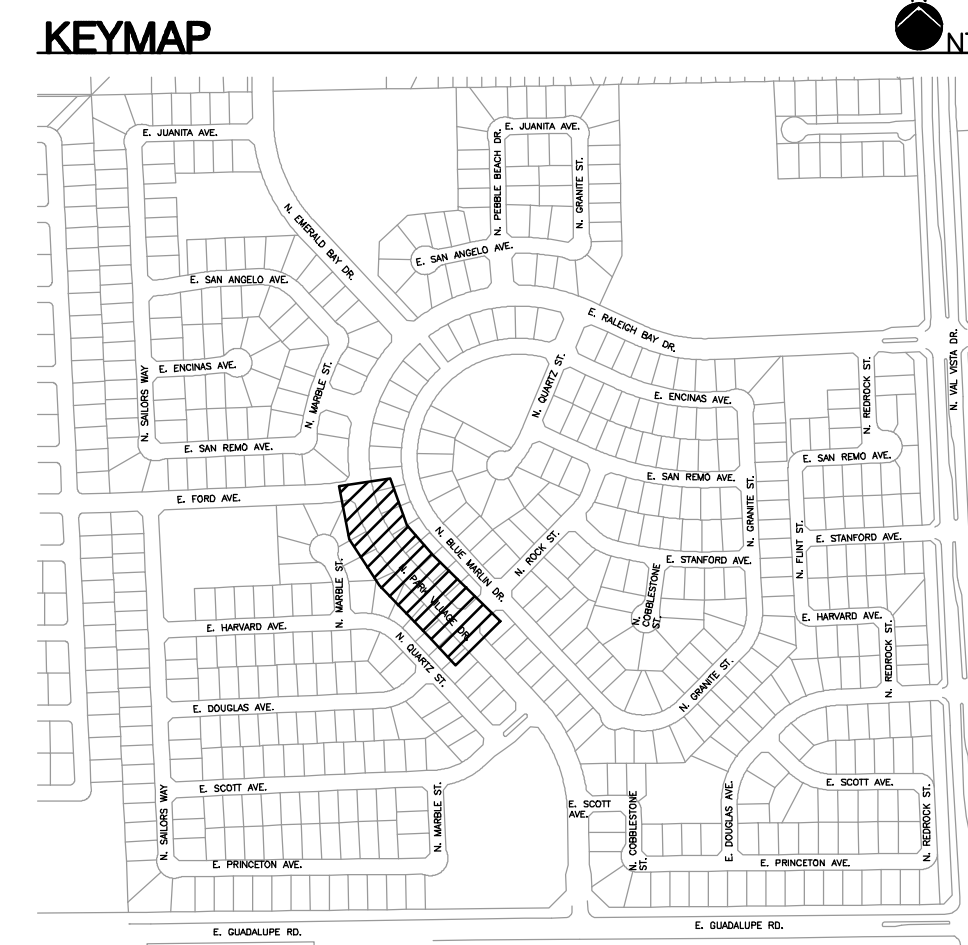 KEYMAP
E. JUANITA AVE.
E. JUANITA AVE.
N. PEBBLE BEACH DR.
N. GRANITE ST.
N. EMERALD BAY DR.
E. SAN ANGELO AVE.
E. SAN ANGELO AVE.
E. RALEIGH BAY DR.
N. VAL VISTA DR.
E. ENCINAS AVE.
N. MARBLE ST.
N. SAILORS WAY
N. QUARTZ ST.
E. ENCINAS AVE.
N. REDROCK ST.
E. SAN REMO AVE.
E. SAN REMO AVE.
E. SAN REMO AVE.
E. FORD AVE.
N. GRANITE ST.
N. BLUE MARLIN DR.
N. ROCK ST.
N. FLINT ST.
E. STANFORD AVE.
E. STANFORD AVE.
N. MARBLE ST.
N. PARK VILLAGE DR.
N. COBBLESTONE
ST.
E. HARVARD AVE.
E. HARVARD AVE.
N. QUARTZ ST.
N. REDROCK ST.
N. GRANITE ST.
E. DOUGLAS AVE.
E. SCOTT AVE.
E. SCOTT
AVE.
E. SCOTT AVE.
N. SAILORS WAY
N. MARBLE ST.
N. COBBLESTONE
ST.
E. DOUGLAS AVE.
N. REDROCK ST.
E. PRINCETON AVE.
E. PRINCETON AVE.
E. GUADALUPE RD.
E. GUADALUPE RD.